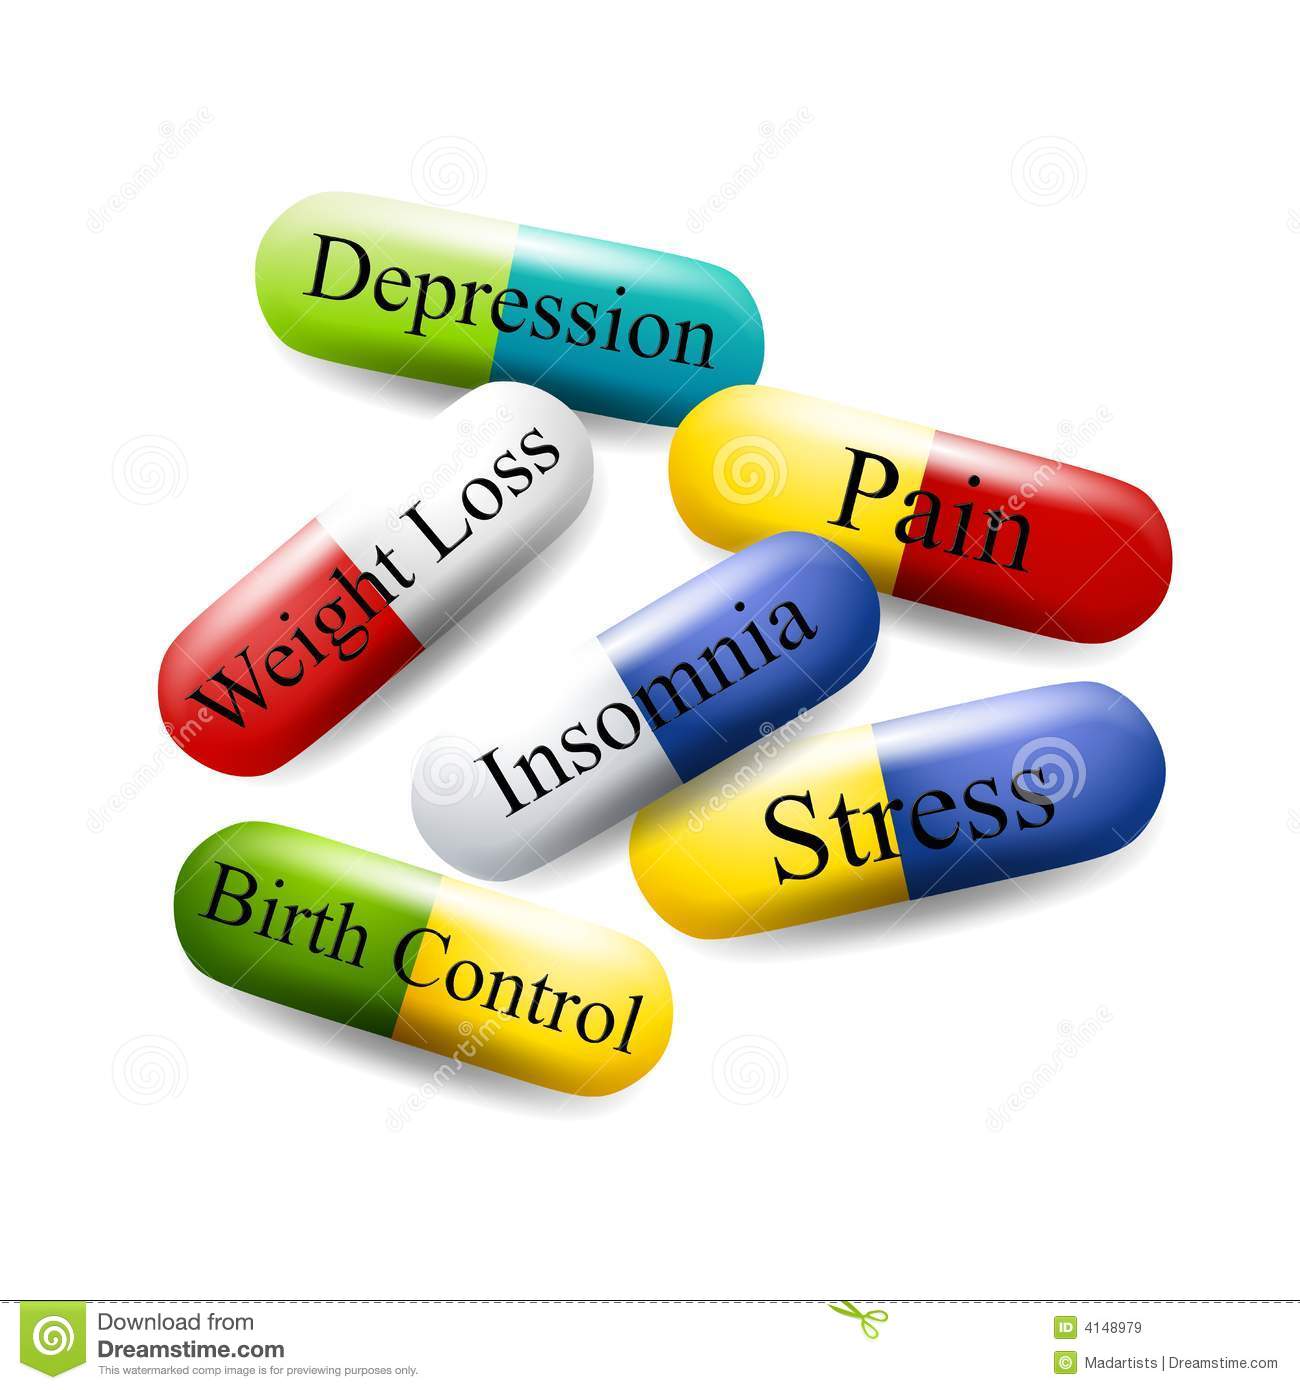 Depression
Weight Loss
Pain
Insomnia
Stress
Birth Control
Download from
Dreamstime.com
This watermarked comp image is for previewing purposes only.
ID 4148979
© Madartists | Dreamstime.com
dreamstime